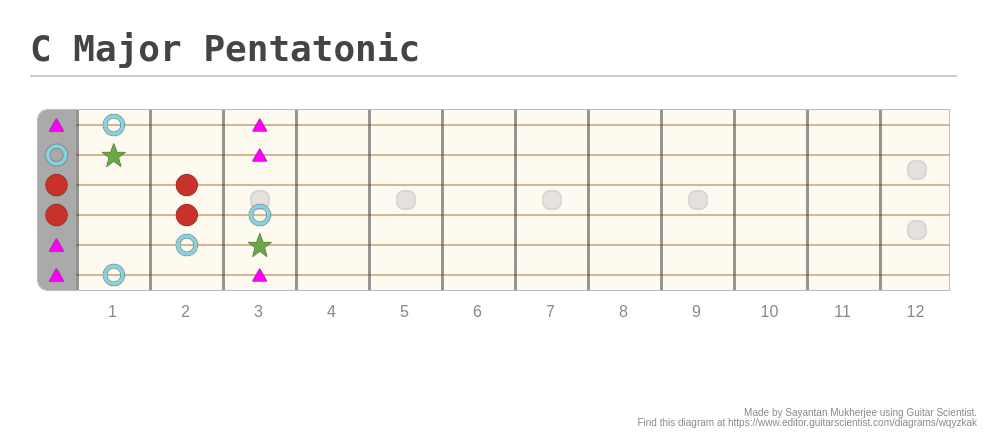 C Major Pentatonic
1 2 3 4 5 6 7 8 9 10 11 12
Made by Sayantan Mukherjee using Guitar Scientist.
Find this diagram at https://www.editor.guitarscientist.com/diagrams/wqyzkak